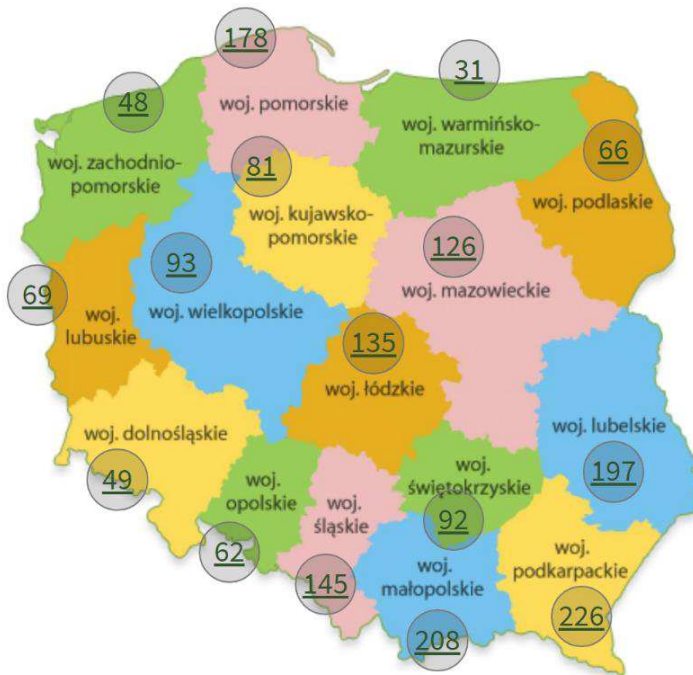 178
31
48
woj. pomorskie
woj. warmińsko-
mazurskie
66
woj. zachodnio-
pomorskie
81
woj. podlaskie
woj. kujawsko-
pomorskie
126
93
69
woj. mazowieckie
woj. wielkopolskie
woj.
lubuskie
135
woj. łódzkie
woj. dolnośląskie
woj. lubelskie
49
woj.
opolskie
woj.
świętokrzyskie
197
woj.
śląskie
92
62
woj.
małopolskie
woj.
podkarpackie
145
226
208